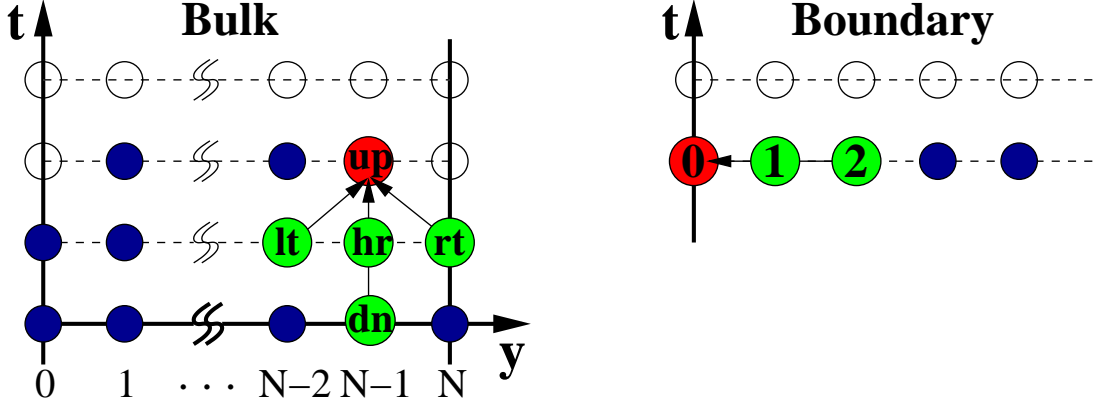 t Bulk
up
lt hr rt
dn
y
0 1 · · · N–2 N–1 N
t Boundary
0 1 2